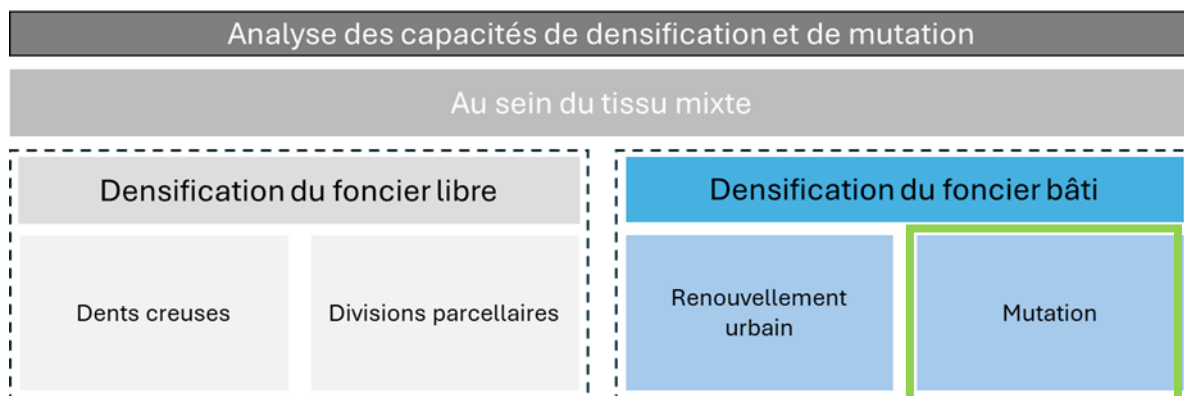 Analyse des capacités de densification et de mutation
Au sein du tissu mixte
Densification du foncier libre
Densification du foncier bâti
Dents creuses
Divisions parcellaires
Renouvellement
urbain
Mutation